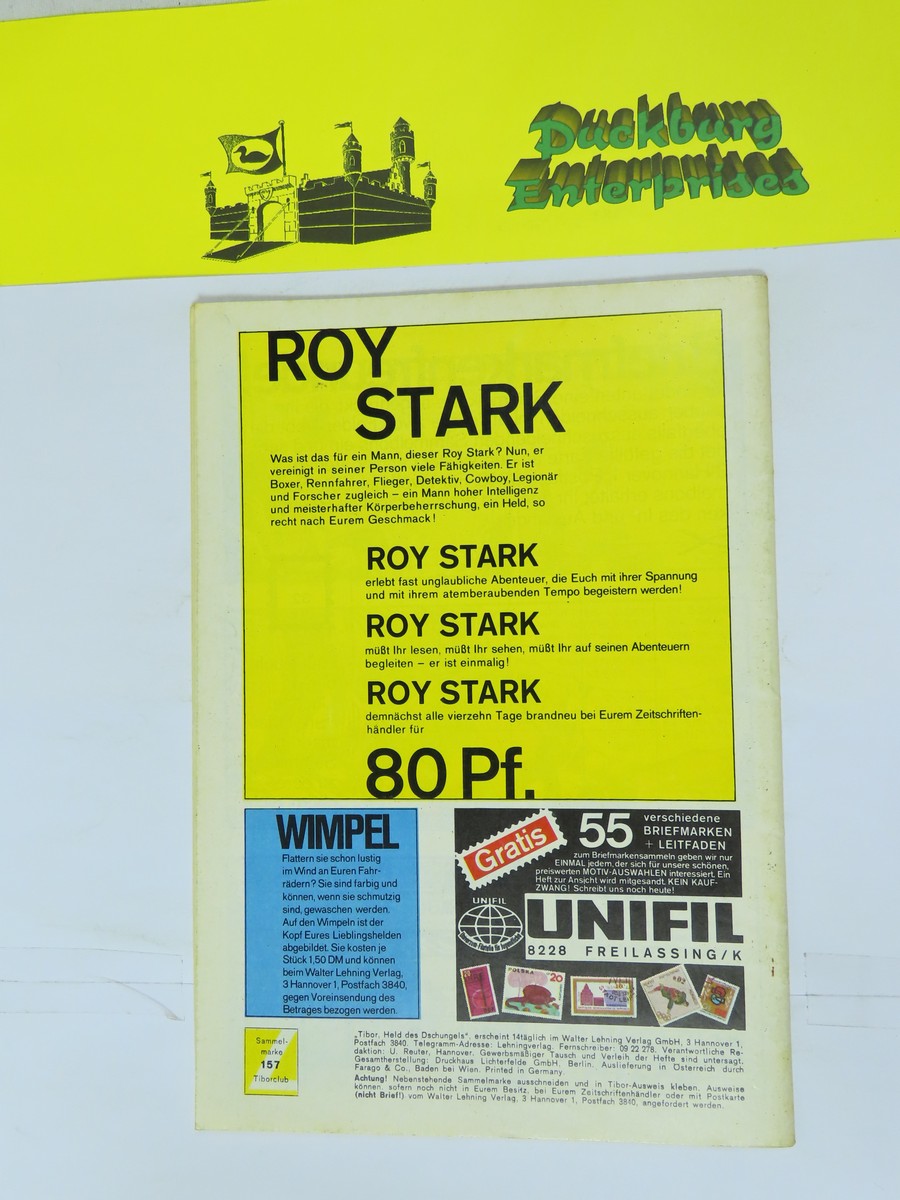 Duckburg
Enterprises
ROY
STARK
Was ist das für ein Mann, dieser Roy Stark? Nun, er
vereinigt in seiner Person viele Fähigkeiten. Er ist
Boxer, Rennfahrer, Flieger, Detektiv, Cowboy, Legionär
und Forscher zugleich – ein Mann hoher Intelligenz
und meisterhafter Körperbeherrschung, ein Held, so
recht nach Eurem Geschmack!
ROY STARK
erlebt fast unglaubliche Abenteuer, die Euch mit ihrer Spannung
und mit ihrem atemberaubenden Tempo begeistern werden!
ROY STARK
müßt Ihr lesen, müßt Ihr sehen, müßt Ihr auf seinen Abenteuern
begleiten – er ist einmalig!
ROY STARK
demnächst alle vierzehn Tage brandneu bei Eurem Zeitschriften-
händler für
80 Pf.
WIMPEL
Flattern sie schon lustig
im Wind an Euren Fahr-
rädern? Sie sind farbig und
können, wenn sie schmutzig
sind, gewaschen werden.
Auf den Wimpeln ist der
Kopf Eures Lieblingshelden
abgebildet. Sie kosten je
Stück 1,50 DM und können
beim Walter Lehning Verlag,
3 Hannover 1, Postfach 3840,
gegen Voreinsendung des
Betrages bezogen werden.
Gratis
55 verschiedene
BRIEFMARKEN
+ LEITFADEN
zum Briefmarkensammeln geben wir nur
EINMAL jedem, der sich für unsere schönen,
preiswerten MOTIV-AUSWAHLEN interessiert. Ein
Heft zur Ansicht wird mitgesandt. KEIN KAUF-
ZWANG! Schreibt uns noch heute!
UNIFIL
UNIFIL
8228 FREILASSING/K
POLSKA
20
Sammel-
marke
157
Tiborclub
„Tibor, Held des Dschungels", erscheint 14täglich im Walter Lehning Verlag GmbH, 3 Hannover 1,
Postfach 3840. Telegramm-Adresse: Lehningverlag. Fernschreiber: 09 22 278. Verantwortliche Re-
daktion: U. Reuter, Hannover. Gewerbsmäßiger Tausch und Verleih der Hefte sind untersagt.
Gesamtherstellung: Druckhaus Lichterfelde GmbH, Berlin. Auslieferung in Österreich durch
Farago & Co., Baden bei Wien. Printed in Germany.
Achtung! Nebenstehende Sammelmarke ausschneiden und in Tibor-Ausweis kleben. Ausweise
können, sofern noch nicht in Eurem Besitz, bei Eurem Zeitschriftenhändler oder mit Postkarte
(nicht Brief!) vom Walter Lehning Verlag, 3 Hannover 1, Postfach 3840, angefordert werden.